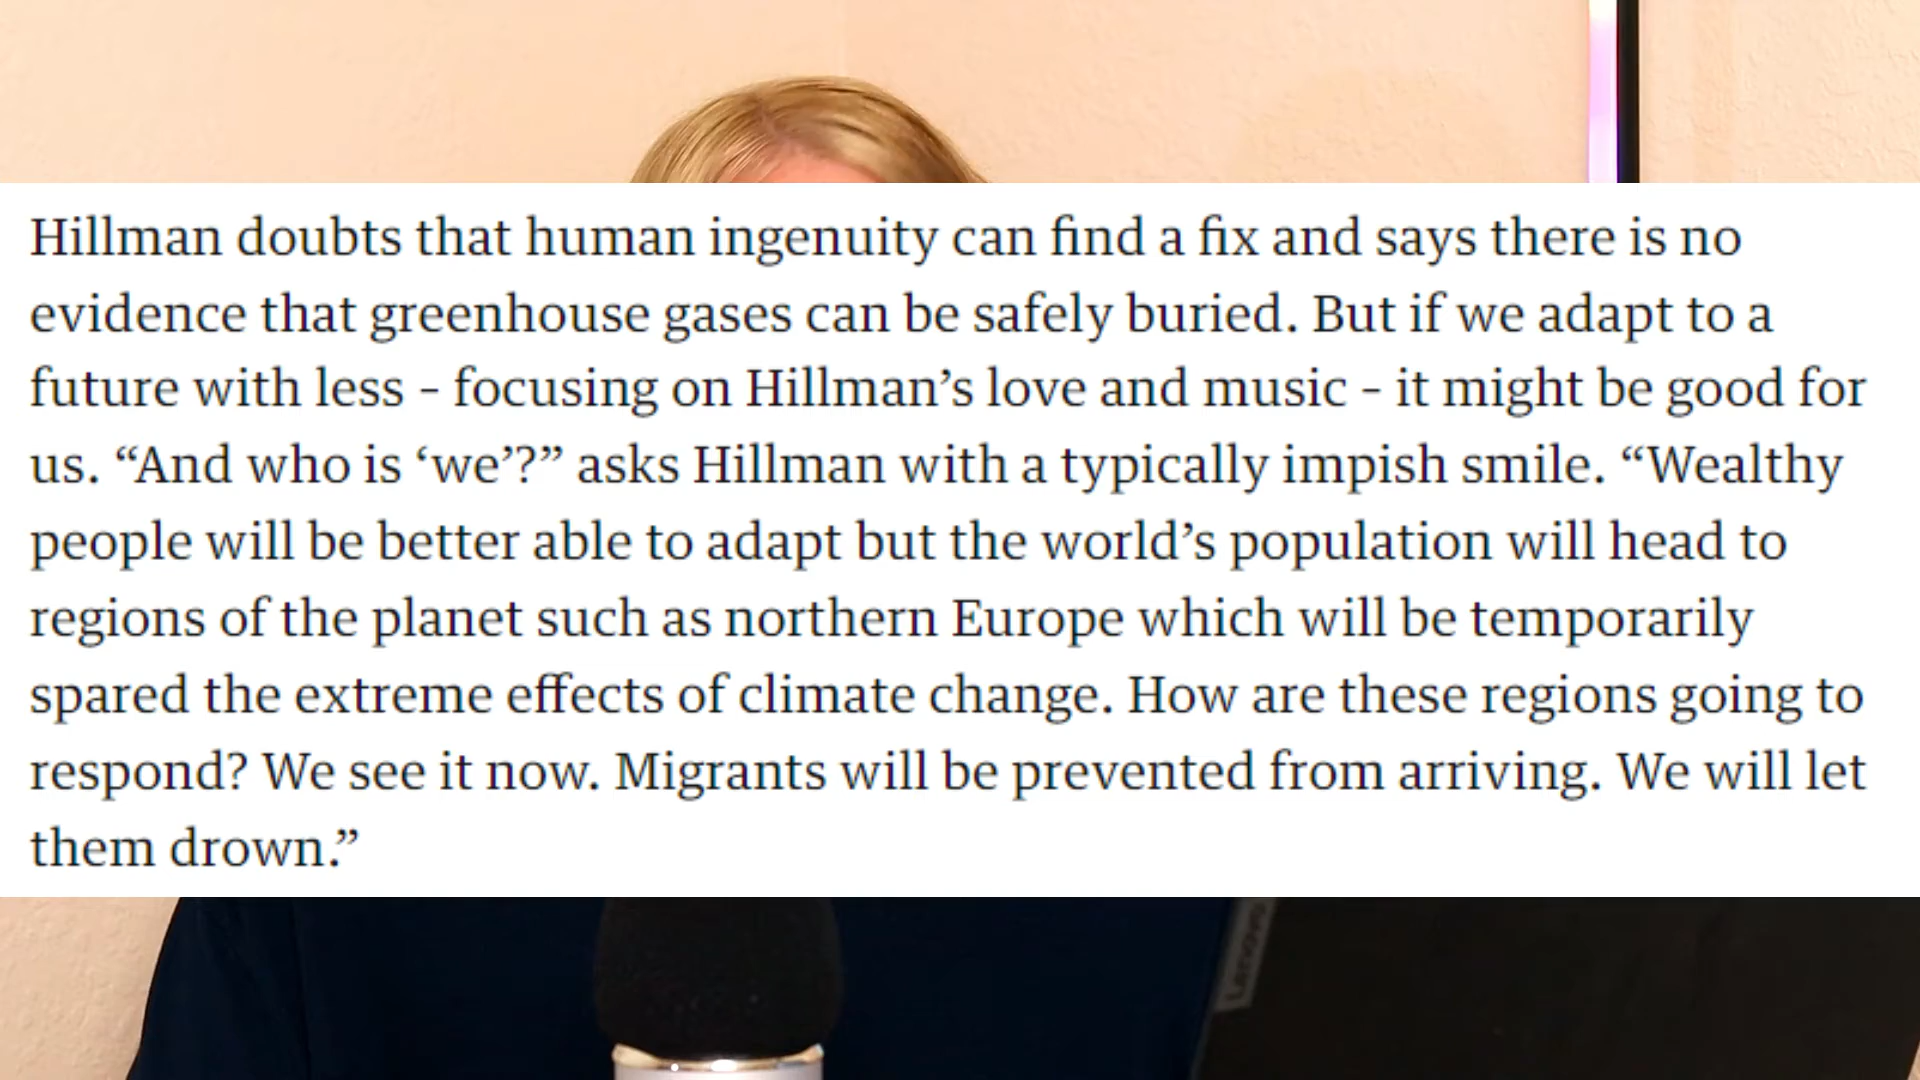 Hillman doubts that human ingenuity can find a fix and says there is no
evidence that greenhouse gases can be safely buried. But if we adapt to a
future with less – focusing on Hillman’s love and music – it might be good for
us. “And who is ‘we’?” asks Hillman with a typically impish smile. “Wealthy
people will be better able to adapt but the world’s population will head to
regions of the planet such as northern Europe which will be temporarily
spared the extreme effects of climate change. How are these regions going to
respond? We see it now. Migrants will be prevented from arriving. We will let
them drown.”
Lenovo